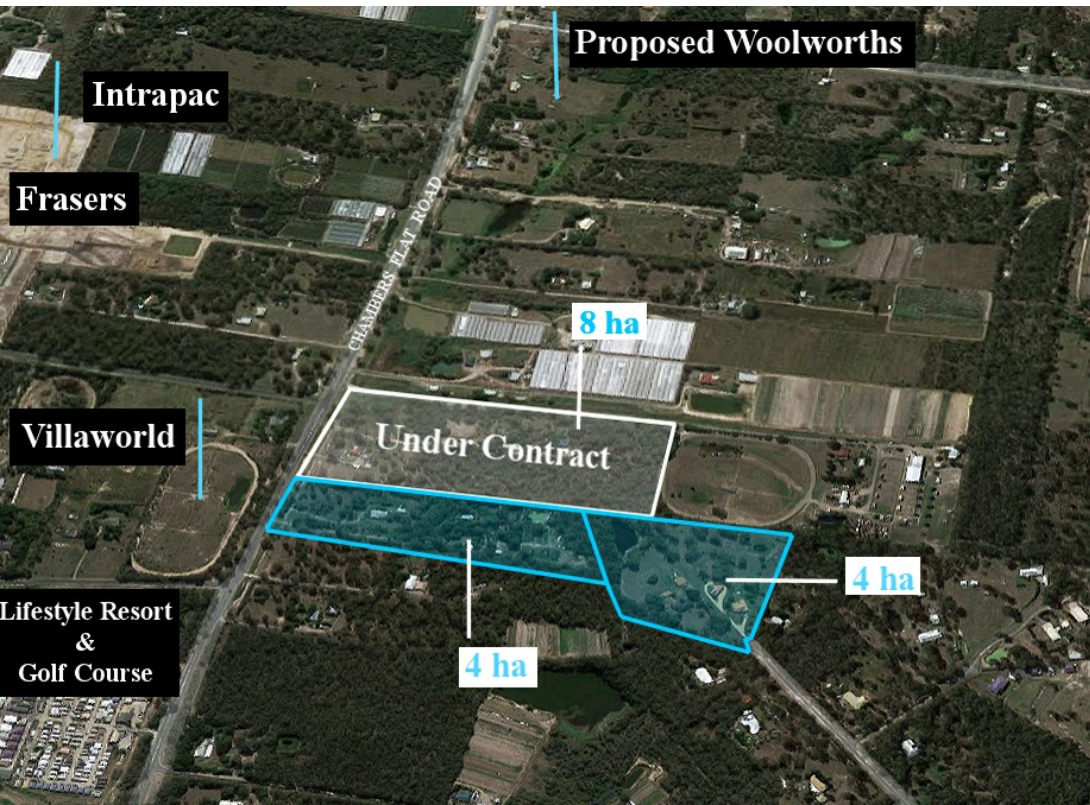 Proposed Woolworths
Intrapac
Frasers
CHAMBERS FLAT ROAD
8 ha
Villaworld
Under Contract
4 ha
Lifestyle Resort
&
Golf Course
4 ha